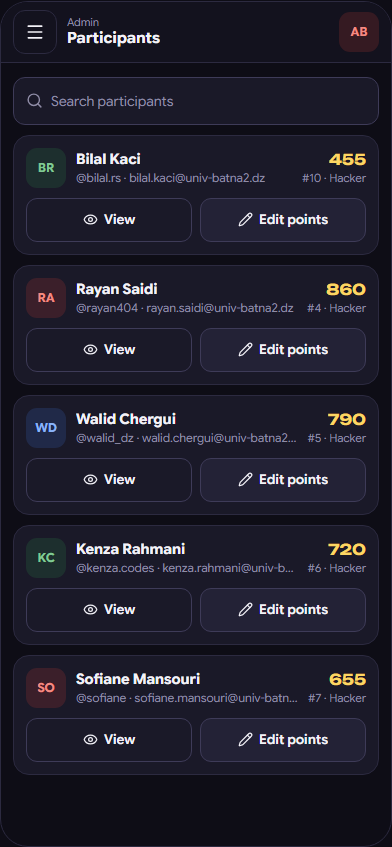 Admin
Participants
AB
Search participants
BR
Bilal Kaci
455
@bilal.rs · bilal.kaci@univ-batna2.dz
#10 · Hacker
View
Edit points
RA
Rayan Saidi
860
@rayan404 · rayan.saidi@univ-batna2.dz
#4 · Hacker
View
Edit points
WD
Walid Chergui
790
@walid_dz · walid.chergui@univ-batna2...
#5 · Hacker
View
Edit points
KC
Kenza Rahmani
720
@kenza.codes · kenza.rahmani@univ-b...
#6 · Hacker
View
Edit points
SO
Sofiane Mansouri
655
@sofiane · sofiane.mansouri@univ-batn...
#7 · Hacker
View
Edit points